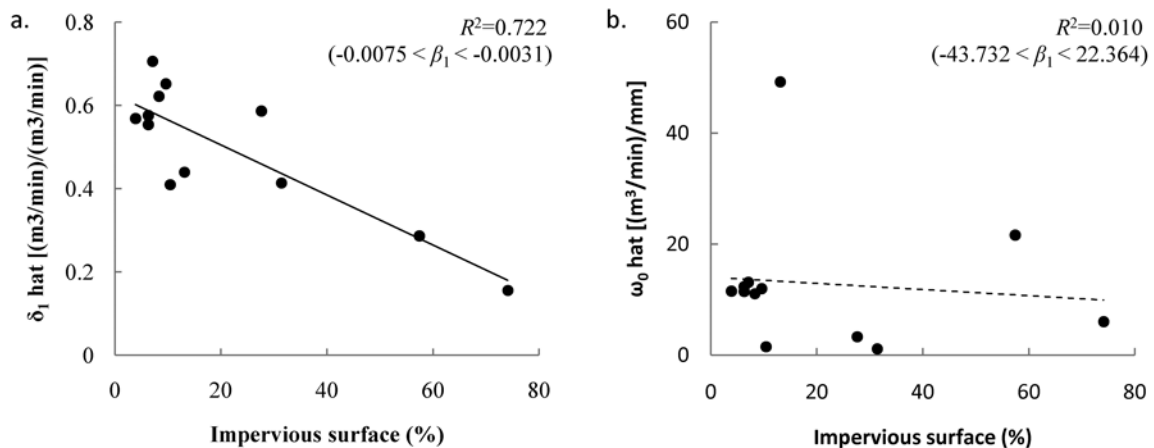 a.
R²=0.722
(-0.0075 < β₁ < -0.0031)
δ₁ hat [(m3/min)/(m3/min)]
0.8
0.6
0.4
0.2
0
0 20 40 60 80
Impervious surface (%)
b.
R²=0.010
(-43.732 < β₁ < 22.364)
ω₀ hat [(m³/min)/mm]
60
40
20
0
0 20 40 60 80
Impervious surface (%)